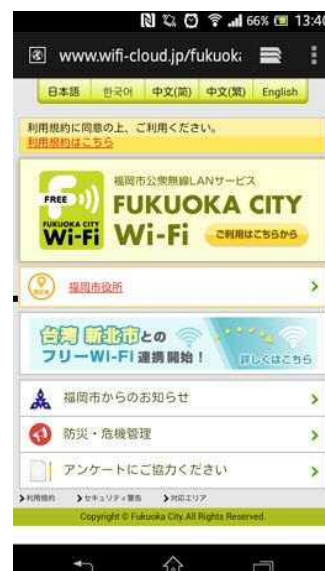 66% 13:40
www.wifi-cloud.jp/fukuok
日本語 한국어 中文(简) 中文(繁) English
利用規約に同意の上、ご利用ください。
利用規約はこちら
福岡市公衆無線LANサービス
FREE
FUKUOKA CITY
Wi-Fi
FUKUOKA CITY
Wi-Fi
ご利用はこちらから
福岡市役所
台湾 新北市との
フリーWI-FI連携開始！
詳しくはこちら
福岡市からのお知らせ
防災・危機管理
アンケートにご協力ください
利用規約 セキュリティ警告 対応エリア
Copyright © Fukuoka City. All Rights Reserved.